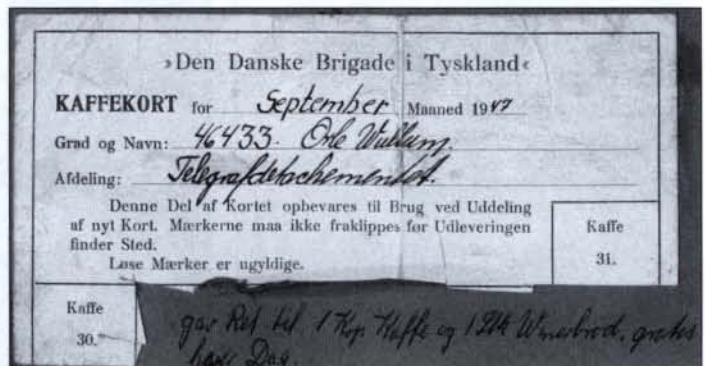 »Den Danske Brigade i Tyskland«
KAFFEKORT for September Maaned 1947
Grad og Navn: 46433. Orla
Afdeling: Telegrafdetachementet.
Denne Del af Kortet opbevares til Brug ved Uddeling
af nyt Kort. Mærkerne maa ikke fraklippes før Udleveringen
finder Sted.
Løse Mærker er ugyldige.
Kaffe
31.
Kaffe
30.
gav Ret til 1 Kop Kaffe og 1 Stk Wienerbrød, gratis
hver Dag.